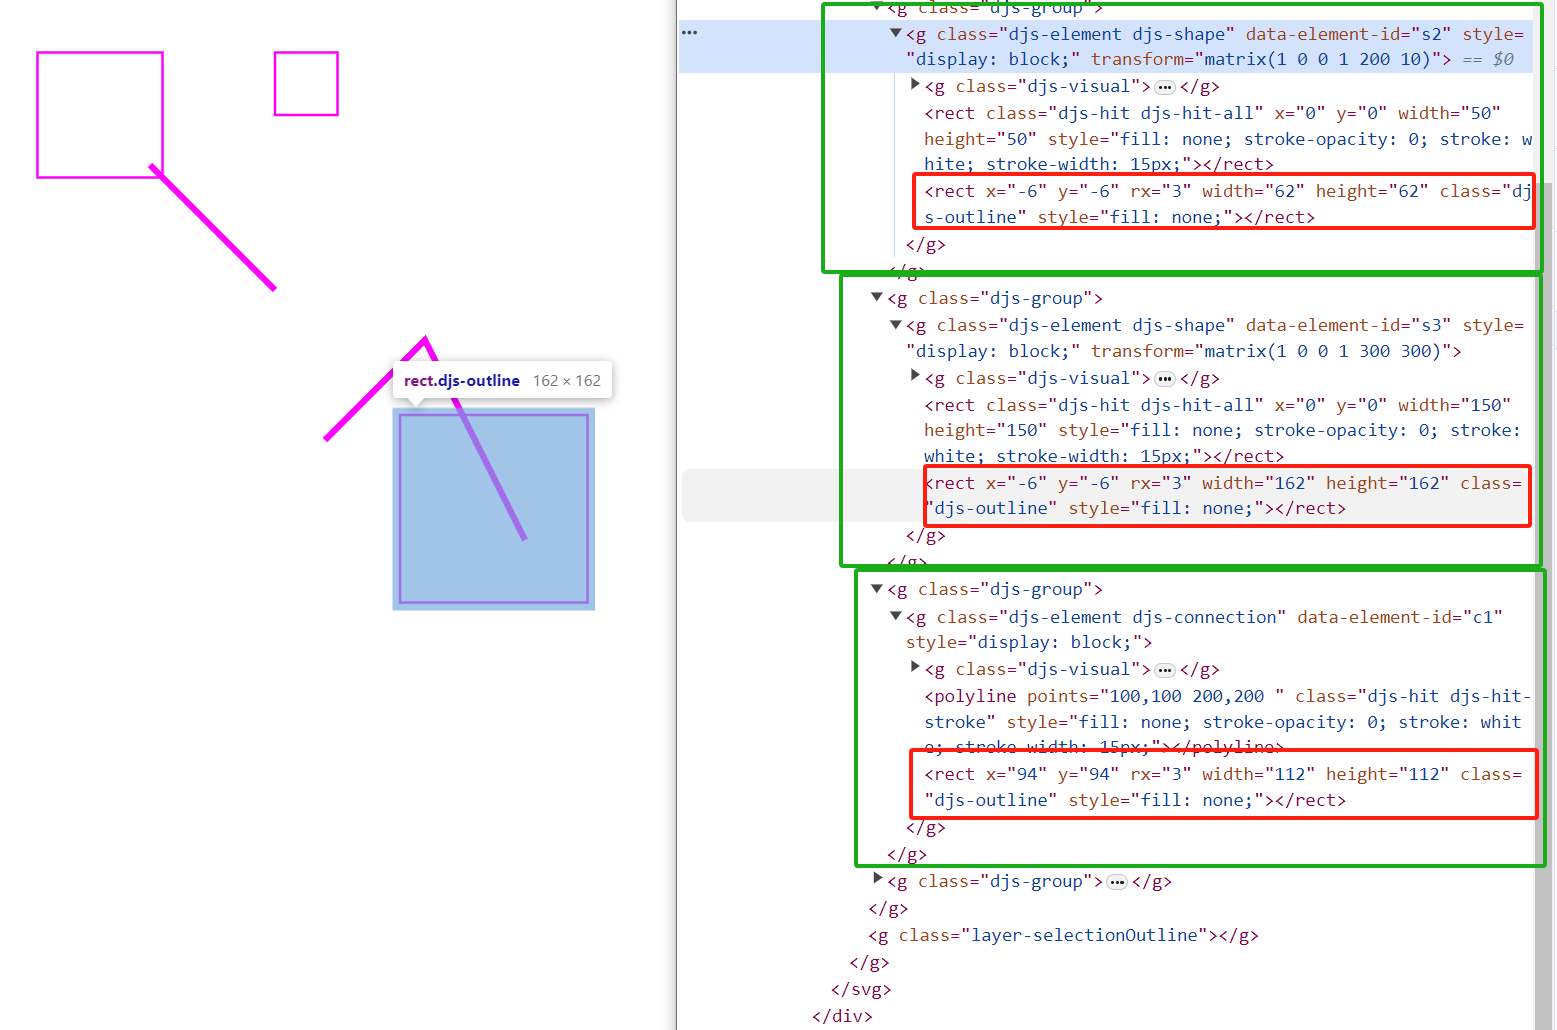 <g class="djs-group">
<g class="djs-element djs-shape" data-element-id="s2" style=
"display: block;" transform="matrix(1 0 0 1 200 10)"> == $0
<g class="djs-visual"> ··· </g>
<rect class="djs-hit djs-hit-all" x="0" y="0" width="50"
height="50" style="fill: none; stroke-opacity: 0; stroke: w
hite; stroke-width: 15px;"></rect>
<rect x="-6" y="-6" rx="3" width="62" height="62" class="dj
s-outline" style="fill: none;"></rect>
</g>
</g>
<g class="djs-group">
<g class="djs-element djs-shape" data-element-id="s3" style=
"display: block;" transform="matrix(1 0 0 1 300 300)">
<g class="djs-visual"> ··· </g>
<rect class="djs-hit djs-hit-all" x="0" y="0" width="150"
height="150" style="fill: none; stroke-opacity: 0; stroke:
white; stroke-width: 15px;"></rect>
rect.djs-outline 162 × 162
<rect x="-6" y="-6" rx="3" width="162" height="162" class=
"djs-outline" style="fill: none;"></rect>
</g>
</g>
<g class="djs-group">
<g class="djs-element djs-connection" data-element-id="c1"
style="display: block;">
<g class="djs-visual"> ··· </g>
<polyline points="100,100 200,200 " class="djs-hit djs-hit-
stroke" style="fill: none; stroke-opacity: 0; stroke: whit
e; stroke-width: 15px;"></polyline>
<rect x="94" y="94" rx="3" width="112" height="112" class=
"djs-outline" style="fill: none;"></rect>
</g>
</g>
<g class="djs-group"> ··· </g>
</g>
<g class="layer-selectionOutline"></g>
</g>
</svg>
</div>